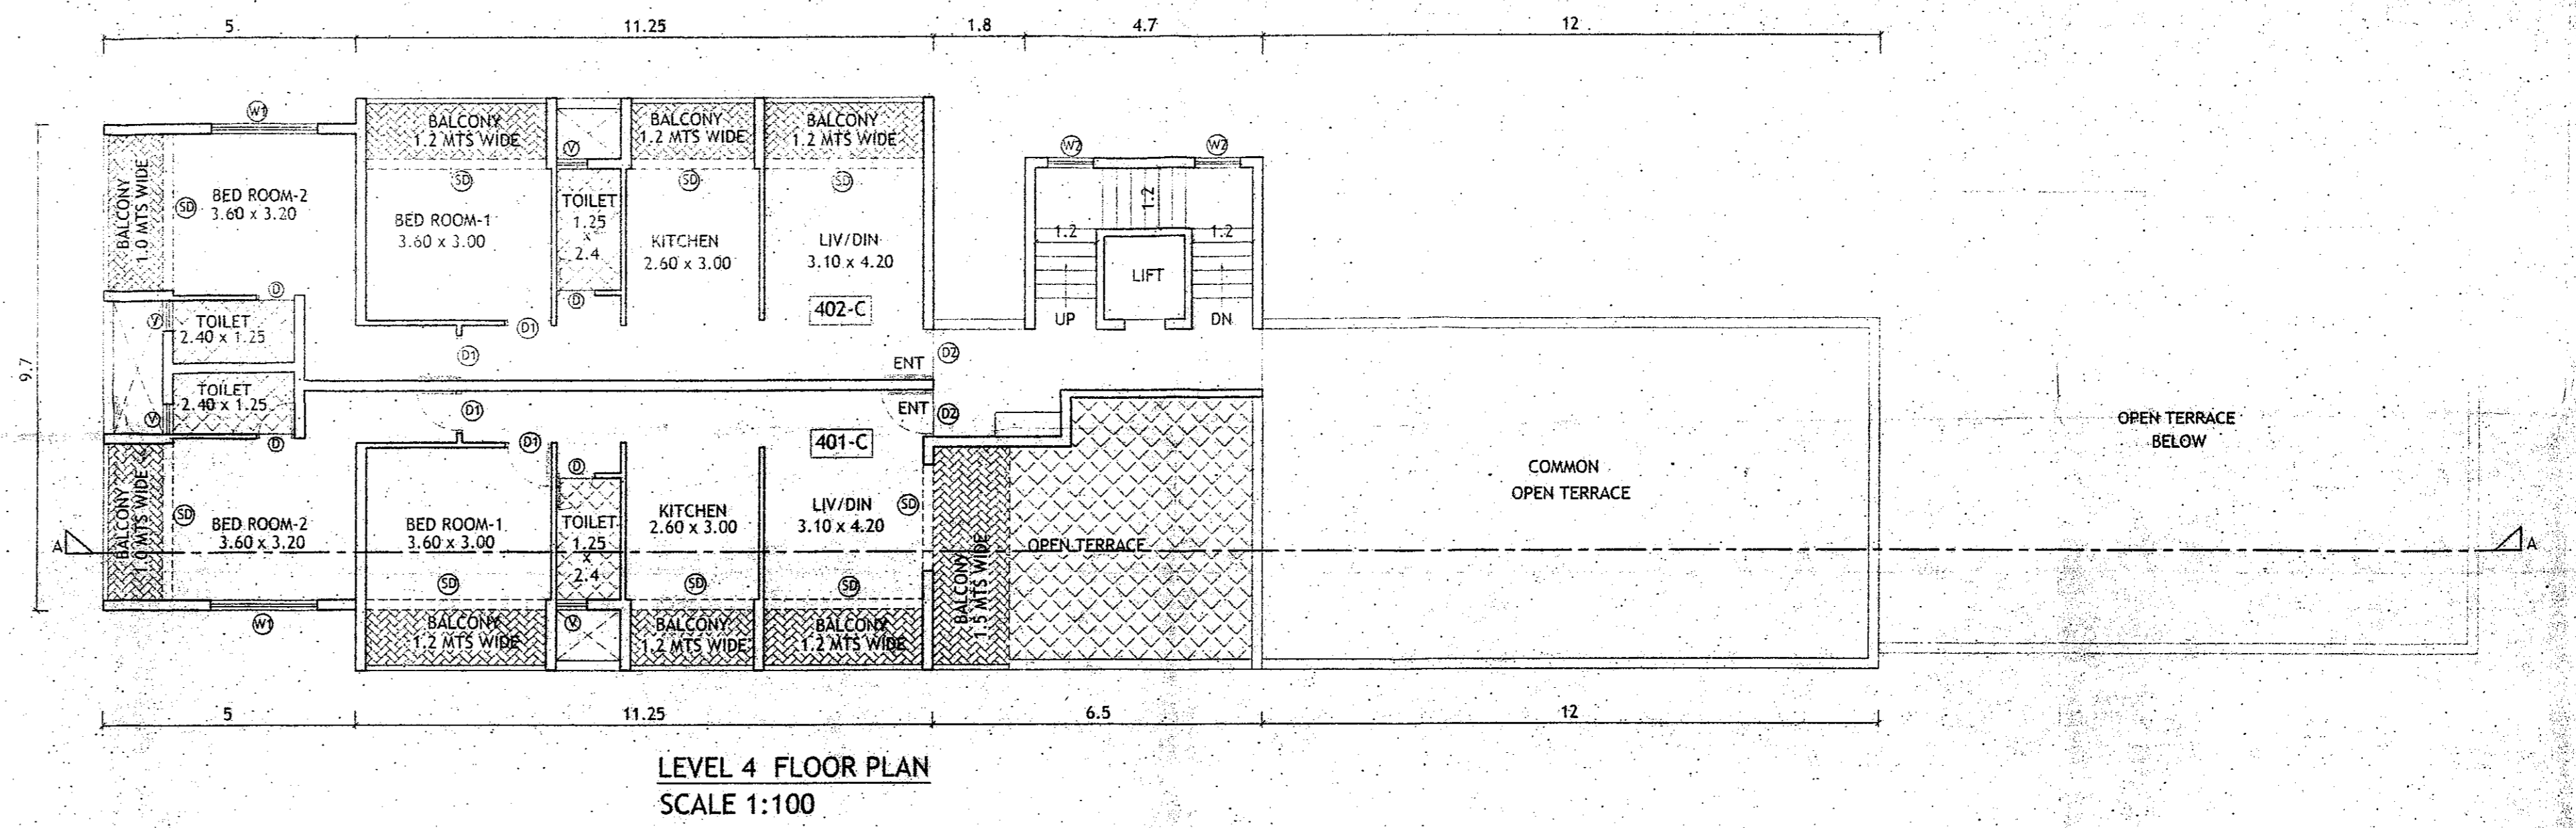 5 11.25 1.8 4.7 12
W1
W2 W2
BALCONY
1.2 MTS WIDE
BALCONY
1.2 MTS WIDE
BALCONY
1.2 MTS WIDE
V
BALCONY
1.0 MTS WIDE
SD
BED ROOM-2
3.60 x 3.20
SD
BED ROOM-1
3.60 x 3.00
TOILET
1.25
x
2.4
SD
KITCHEN
2.60 x 3.00
SD
LIV/DIN
3.10 x 4.20
402-C
1.2
1.2 1.2
LIFT
UP DN
D
D
V
TOILET
2.40 x 1.25
D1
D1
ENT D2
9.7
TOILET
2.40 x 1.25
V
D
D1
D1
ENT D2
401-C
OPEN TERRACE
BELOW
COMMON
OPEN TERRACE
BALCONY
1.0 MTS WIDE
SD
BED ROOM-2
3.60 x 3.20
BED ROOM-1
3.60 x 3.00
D
TOILET
1.25
x
2.4
KITCHEN
2.60 x 3.00
LIV/DIN
3.10 x 4.20
SD
BALCONY
1.5 MTS WIDE
OPEN TERRACE
A A
SD SD SD
W1
V
BALCONY
1.2 MTS WIDE
BALCONY
1.2 MTS WIDE
BALCONY
1.2 MTS WIDE
5 11.25 6.5 12
LEVEL 4 FLOOR PLAN
SCALE 1:100